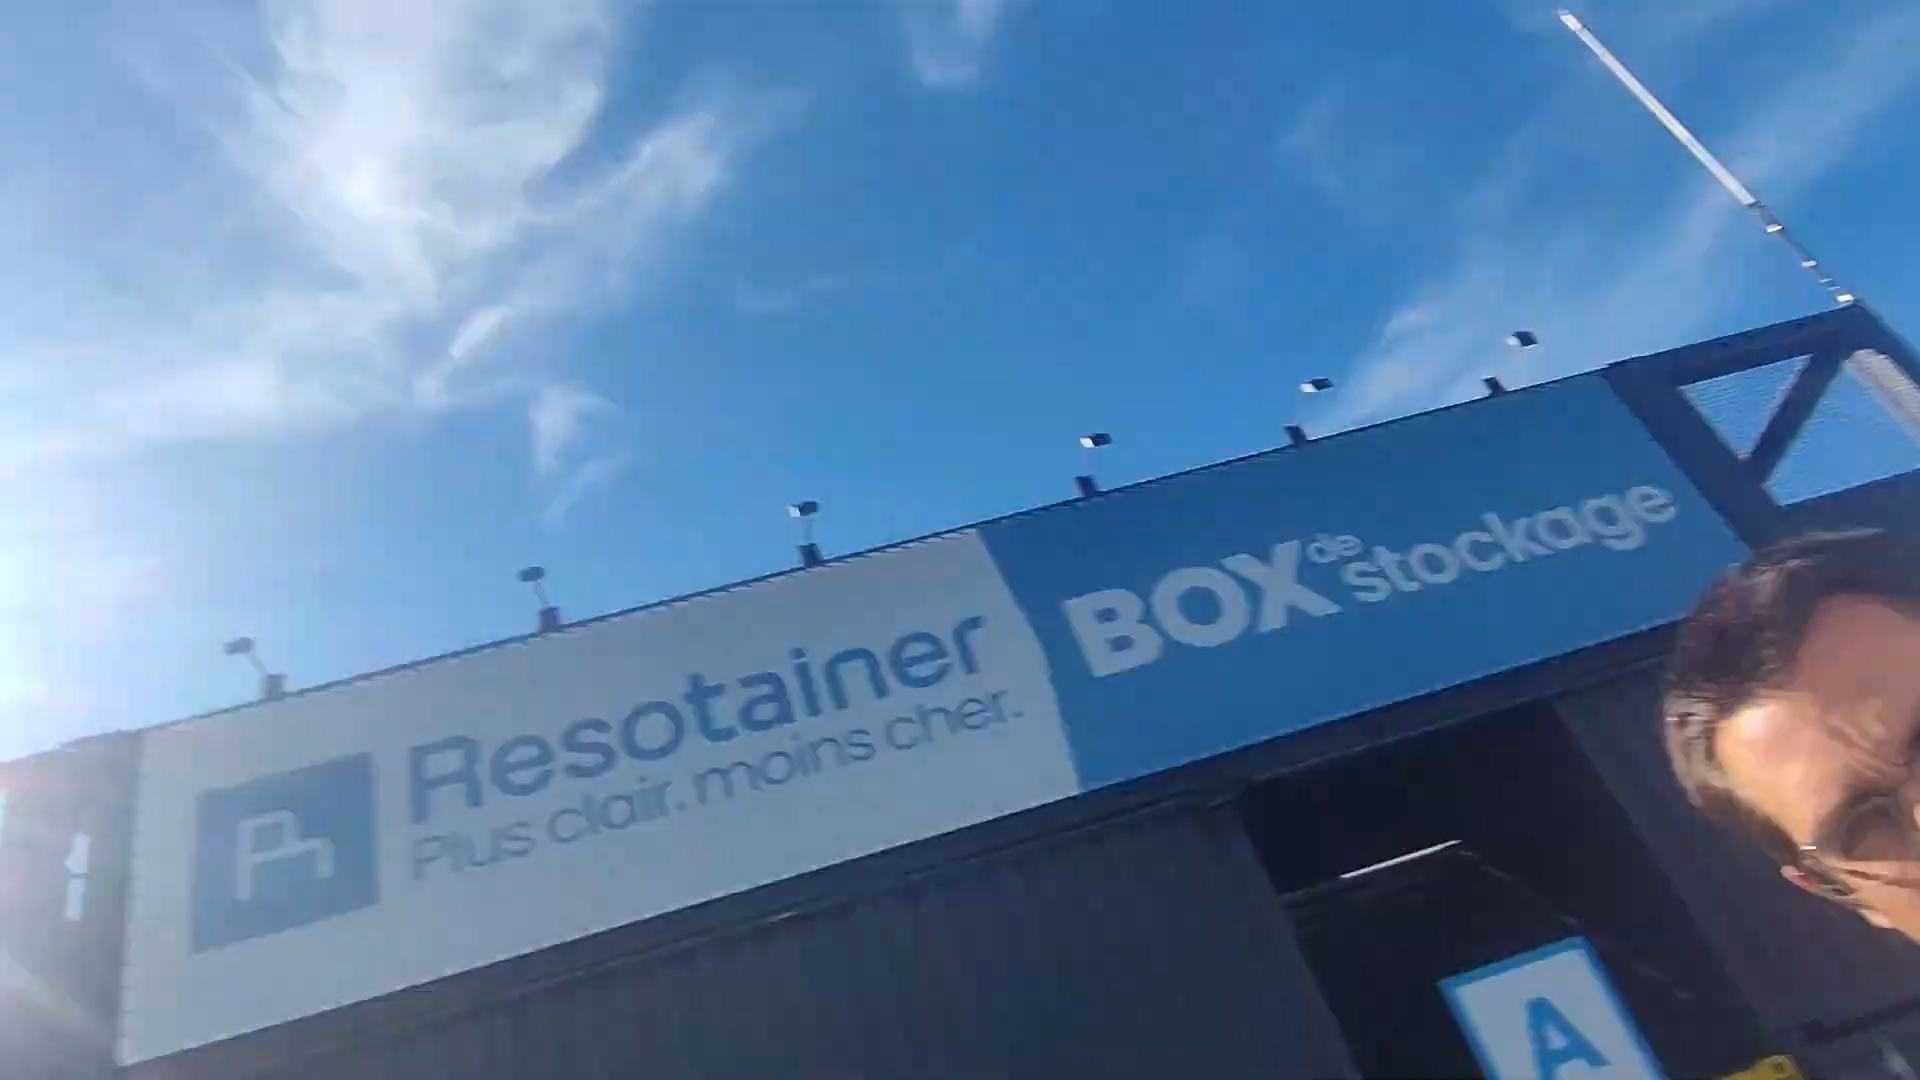 Resotainer
Plus clair. moins cher.
BOX de stockage
A